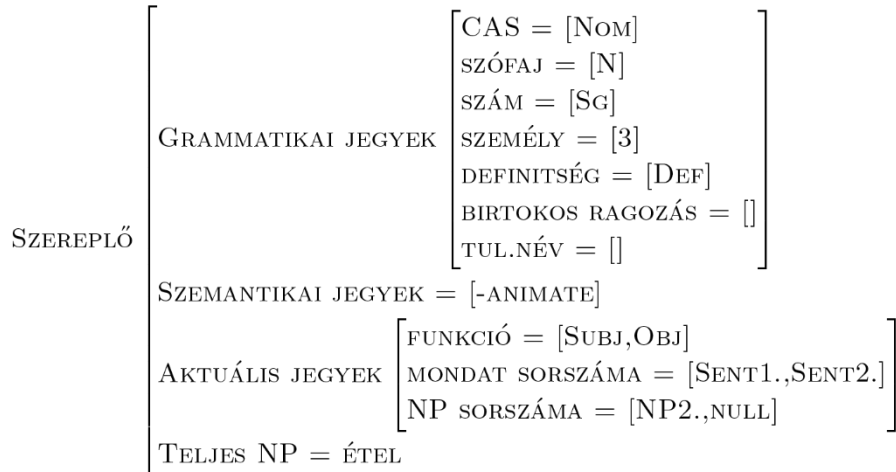 CAS = [Nom]
szófaj = [N]
szám = [Sg]
Grammatikai jegyek személy = [3]
definitség = [Def]
birtokos ragozás = []
Szereplő tul.név = []
Szemantikai jegyek = [-animate]
funkció = [Subj,Obj]
Aktuális jegyek mondat sorszáma = [Sent1.,Sent2.]
NP sorszáma = [NP2.,null]
Teljes NP = étel